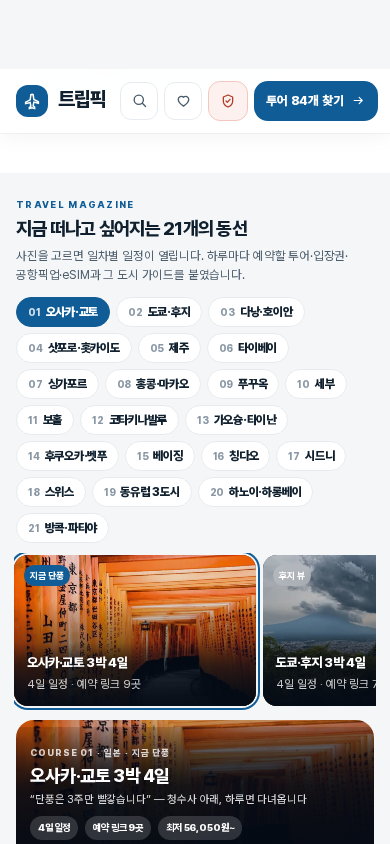 트립픽
투어 84개 찾기 →
TRAVEL MAGAZINE
지금 떠나고 싶어지는 21개의 동선
사진을 고르면 일차별 일정이 열립니다. 하루마다 예약할 투어·입장권·
공항픽업·eSIM과 그 도시 가이드를 붙였습니다.
01 오사카·교토 02 도쿄·후지 03 다낭·호이안
04 삿포로·홋카이도 05 제주 06 타이베이
07 싱가포르 08 홍콩·마카오 09 푸꾸옥 10 세부
11 보홀 12 코타키나발루 13 가오슝·타이난
14 후쿠오카·벳푸 15 베이징 16 칭다오 17 시드니
18 스위스 19 동유럽 3도시 20 하노이·하롱베이
21 방콕·파타야
지금 단풍
오사카·교토 3박 4일
4일 일정 · 예약 링크 9곳
후지 뷰
도쿄·후지 3박 4일
4일 일정 · 예약 링크 7
COURSE 01 · 일본 · 지금 단풍
오사카·교토 3박 4일
“단풍은 3주만 빨갛습니다” — 청수사 아래, 하루면 다녀옵니다
4일 일정 예약 링크 9곳 최저 56,050원~